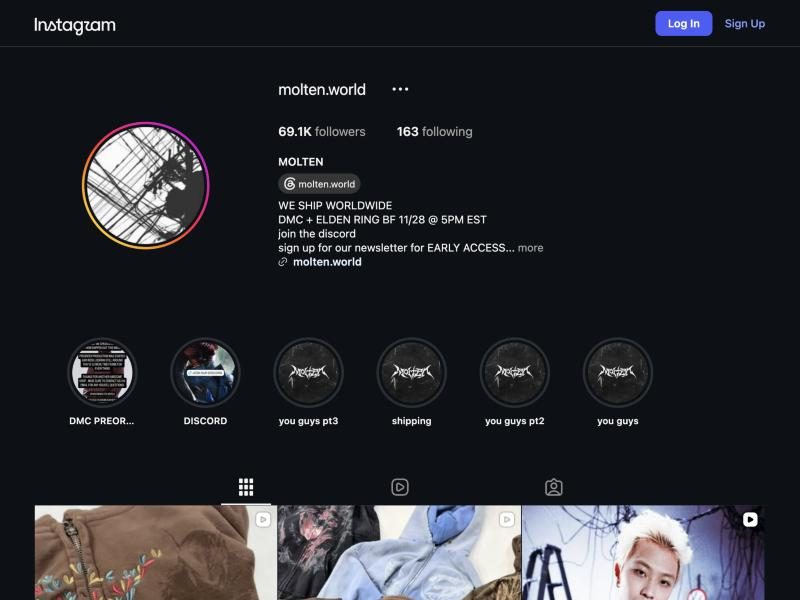 Instagram
Log In
Sign Up
molten.world
69.1K followers 163 following
MOLTEN
molten.world
WE SHIP WORLDWIDE
DMC + ELDEN RING BF 11/28 @ 5PM EST
join the discord
sign up for our newsletter for EARLY ACCESS... more
molten.world
DMC PREOR...
DISCORD
you guys pt3
shipping
you guys pt2
you guys